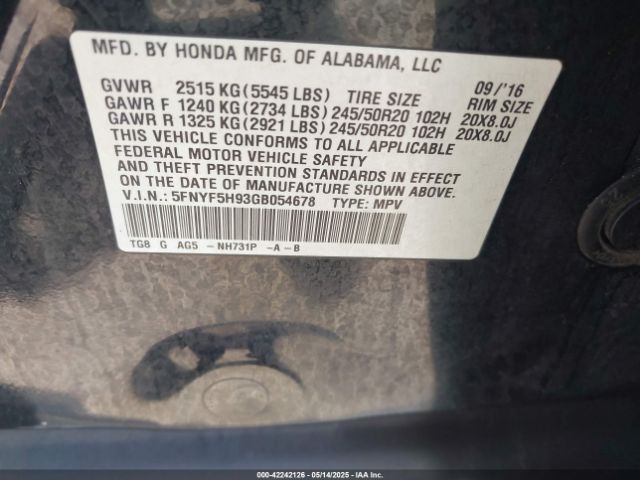 MFD. BY HONDA MFG. OF ALABAMA, LLC
GVWR 2515 KG (5545 LBS) TIRE SIZE 09/'16 RIM SIZE
GAWR F 1240 KG (2734 LBS) 245/50R20 102H 20X8.0J
GAWR R 1325 KG (2921 LBS) 245/50R20 102H 20X8.0J
THIS VEHICLE CONFORMS TO ALL APPLICABLE
FEDERAL MOTOR VEHICLE SAFETY
AND THEFT PREVENTION STANDARDS IN EFFECT
ON THE DATE OF MANUFACTURE SHOWN ABOVE.
V.I.N.: 5FNYF5H93GB054678 TYPE: MPV
TG8 G AG5 -NH731P -A-B
000-42242126 - 05/14/2025 - IAAI.COM